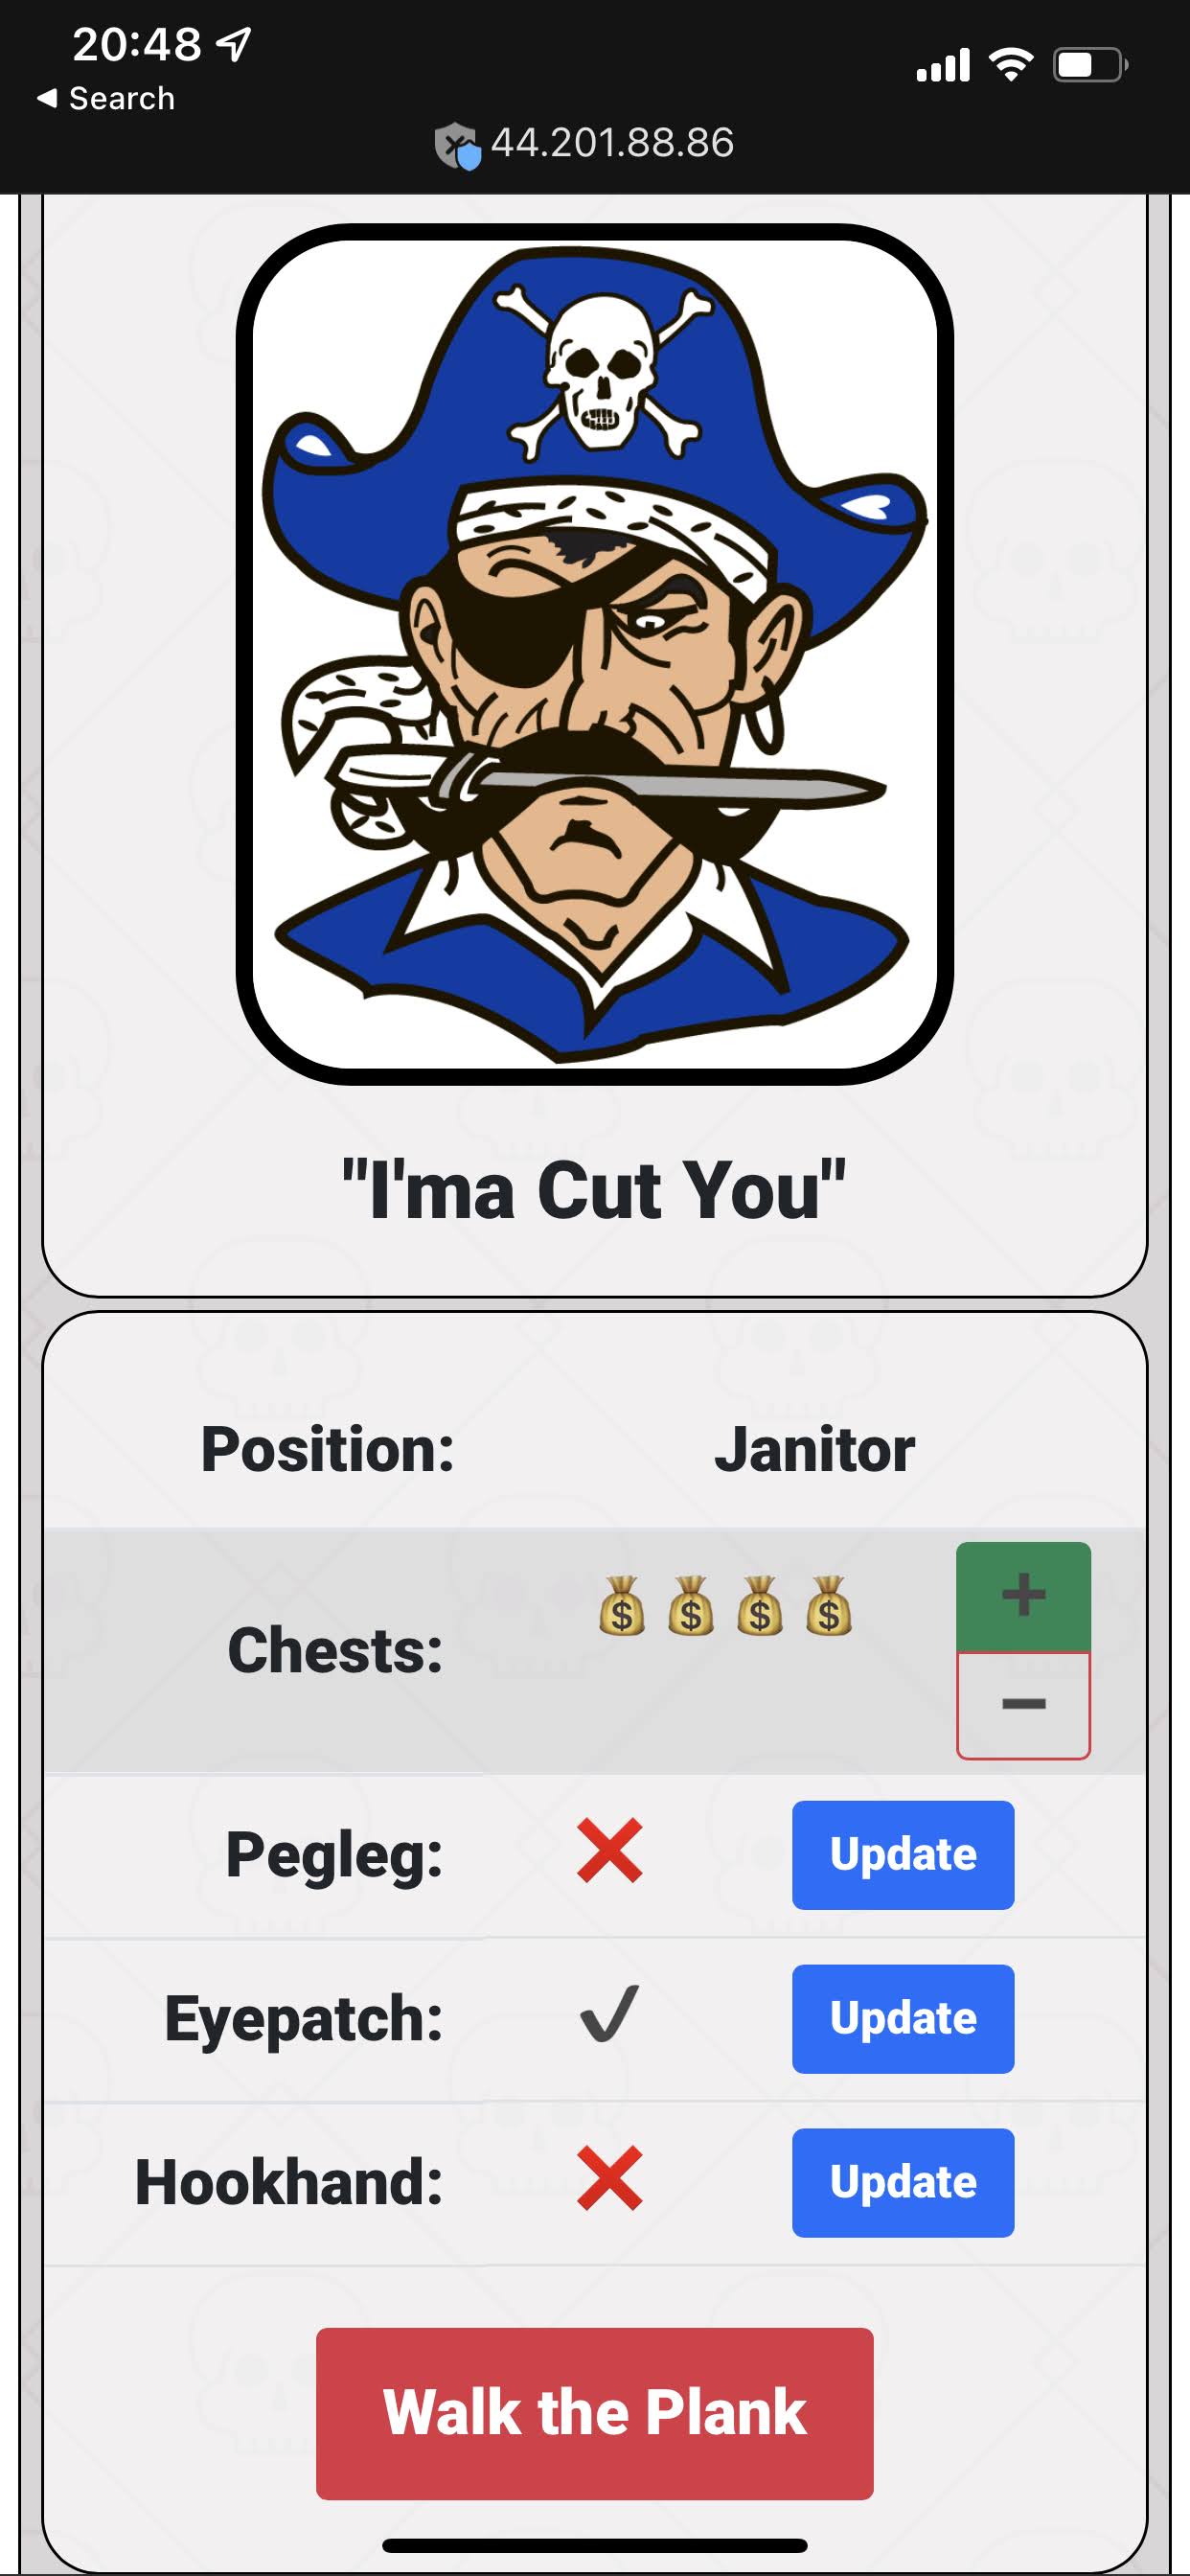 20:48
Search
44.201.88.86
"I'ma Cut You"
Position: Janitor
Chests:
Pegleg: Update
Eyepatch: Update
Hookhand: Update
Walk the Plank